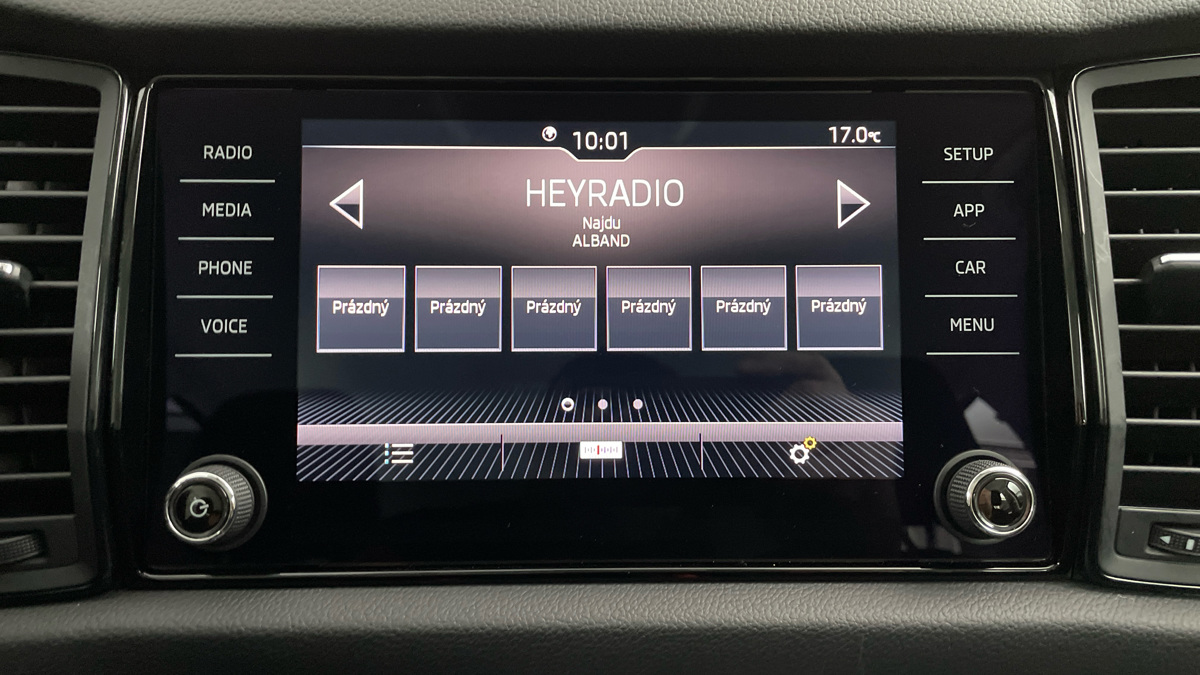 RADIO
MEDIA
PHONE
VOICE
10:01
17.0°C
HEYRADIO
Najdu
ALBAND
Prázdný Prázdný Prázdný Prázdný Prázdný Prázdný
SETUP
APP
CAR
MENU